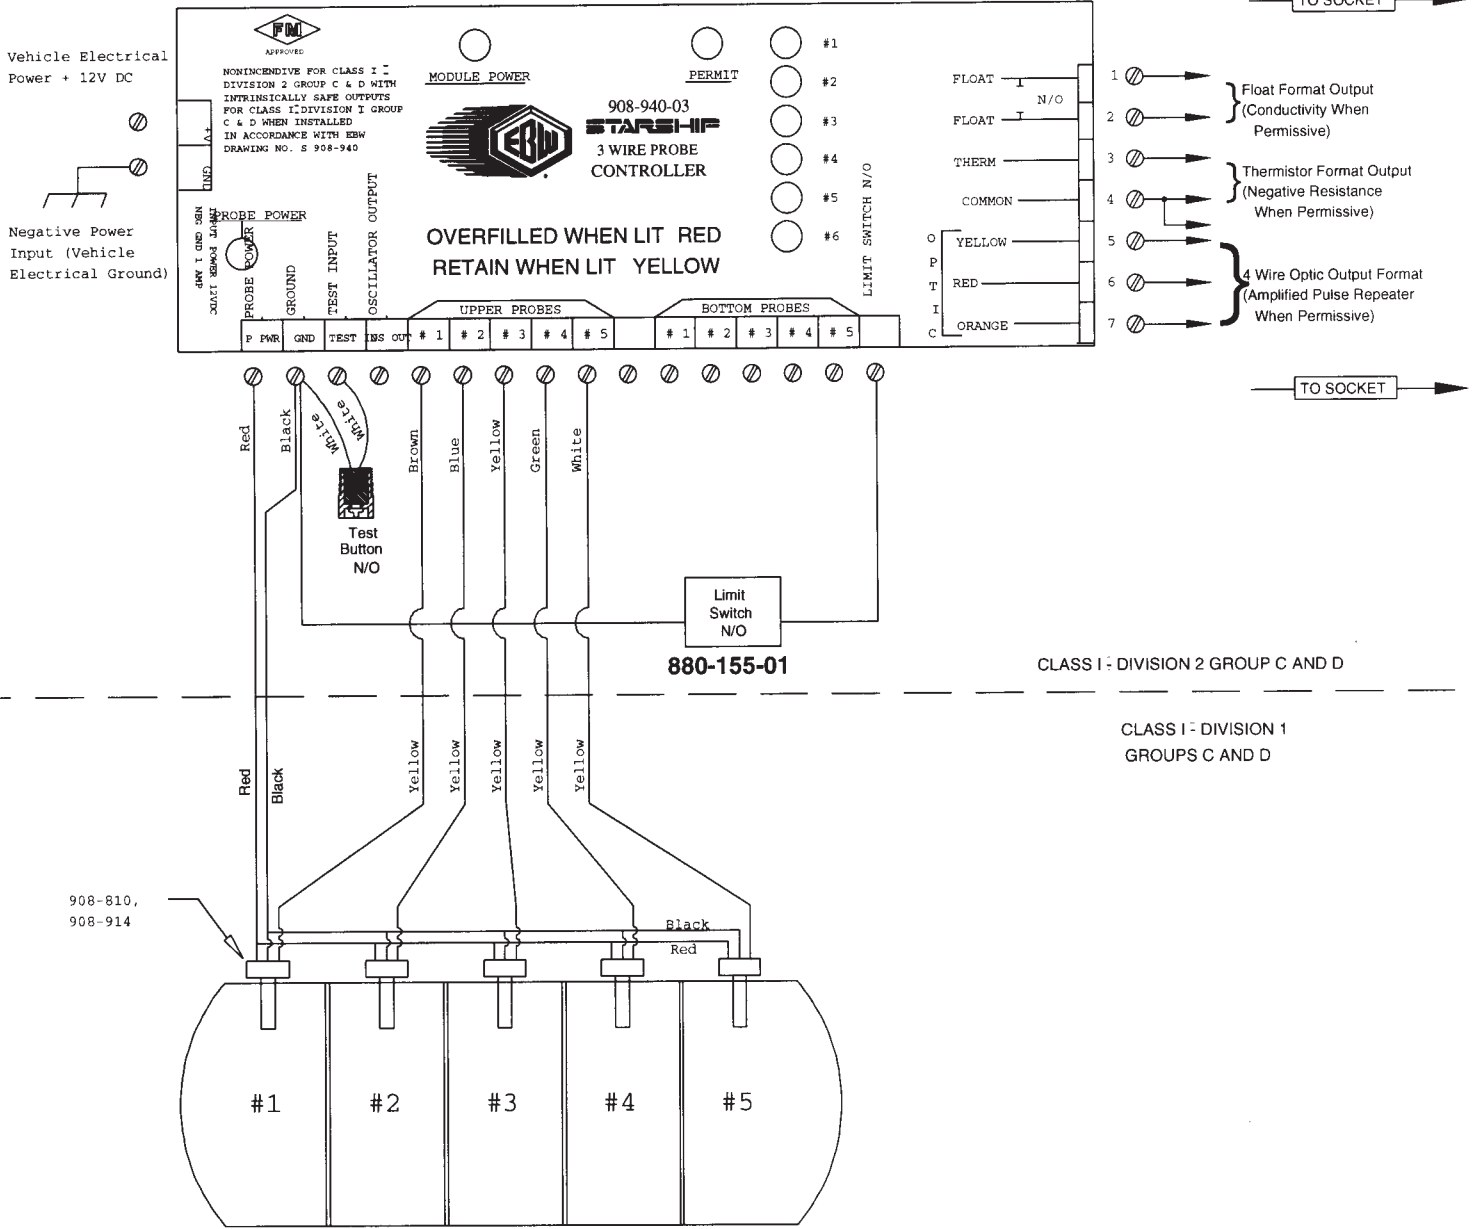 TO SOCKET
Vehicle Electrical
Power + 12V DC
FM
APPROVED
NONINCENDIVE FOR CLASS I -
DIVISION 2 GROUP C & D WITH
INTRINSICALLY SAFE OUTPUTS
FOR CLASS I-DIVISION I GROUP
C & D WHEN INSTALLED
IN ACCORDANCE WITH EBW
DRAWING NO. S 908-940
MODULE POWER
PERMIT
EBW
908-940-03
STARSHIP
3 WIRE PROBE
CONTROLLER
#1
#2
#3
#4
#5
#6
LIMIT SWITCH N/O
FLOAT
N/O
FLOAT
THERM
COMMON
OPTIC
YELLOW
RED
ORANGE
1
2
3
4
5
6
7
Float Format Output
(Conductivity When
Permissive)
Thermistor Format Output
(Negative Resistance
When Permissive)
4 Wire Optic Output Format
(Amplified Pulse Repeater
When Permissive)
+V
GND
Negative Power
Input (Vehicle
Electrical Ground)
INPUT POWER 12VDC
NEG GND 1 AMP
PROBE POWER
PROBE POWER
GROUND
TEST INPUT
OSCILLATOR OUTPUT
OVERFILLED WHEN LIT RED
RETAIN WHEN LIT YELLOW
UPPER PROBES
BOTTOM PROBES
P PWR
GND
TEST
INS OUT
# 1
# 2
# 3
# 4
# 5
# 1
# 2
# 3
# 4
# 5
TO SOCKET
Red
Black
White
White
Brown
Blue
Yellow
Green
White
Test
Button
N/O
Limit
Switch
N/O
880-155-01
CLASS I - DIVISION 2 GROUP C AND D
CLASS I - DIVISION 1
GROUPS C AND D
Red
Black
Yellow
Yellow
Yellow
Yellow
Yellow
908-810,
908-914
Black
Red
#1
#2
#3
#4
#5